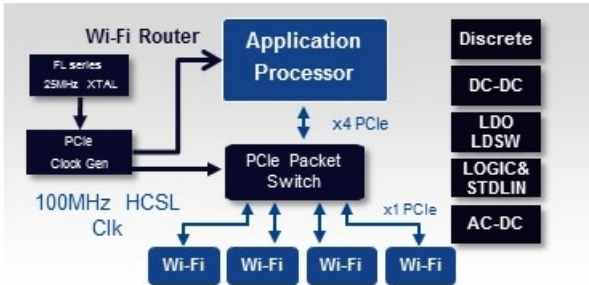 Wi-Fi Router
FL series
25MHz XTAL
PCIe
Clock Gen
100MHz HCSL
Clk
Application
Processor
x4 PCIe
PCIe Packet
Switch
x1 PCIe
Wi-Fi
Wi-Fi
Wi-Fi
Wi-Fi
Discrete
DC-DC
LDO
LDSW
LOGIC&
STDLIN
AC-DC